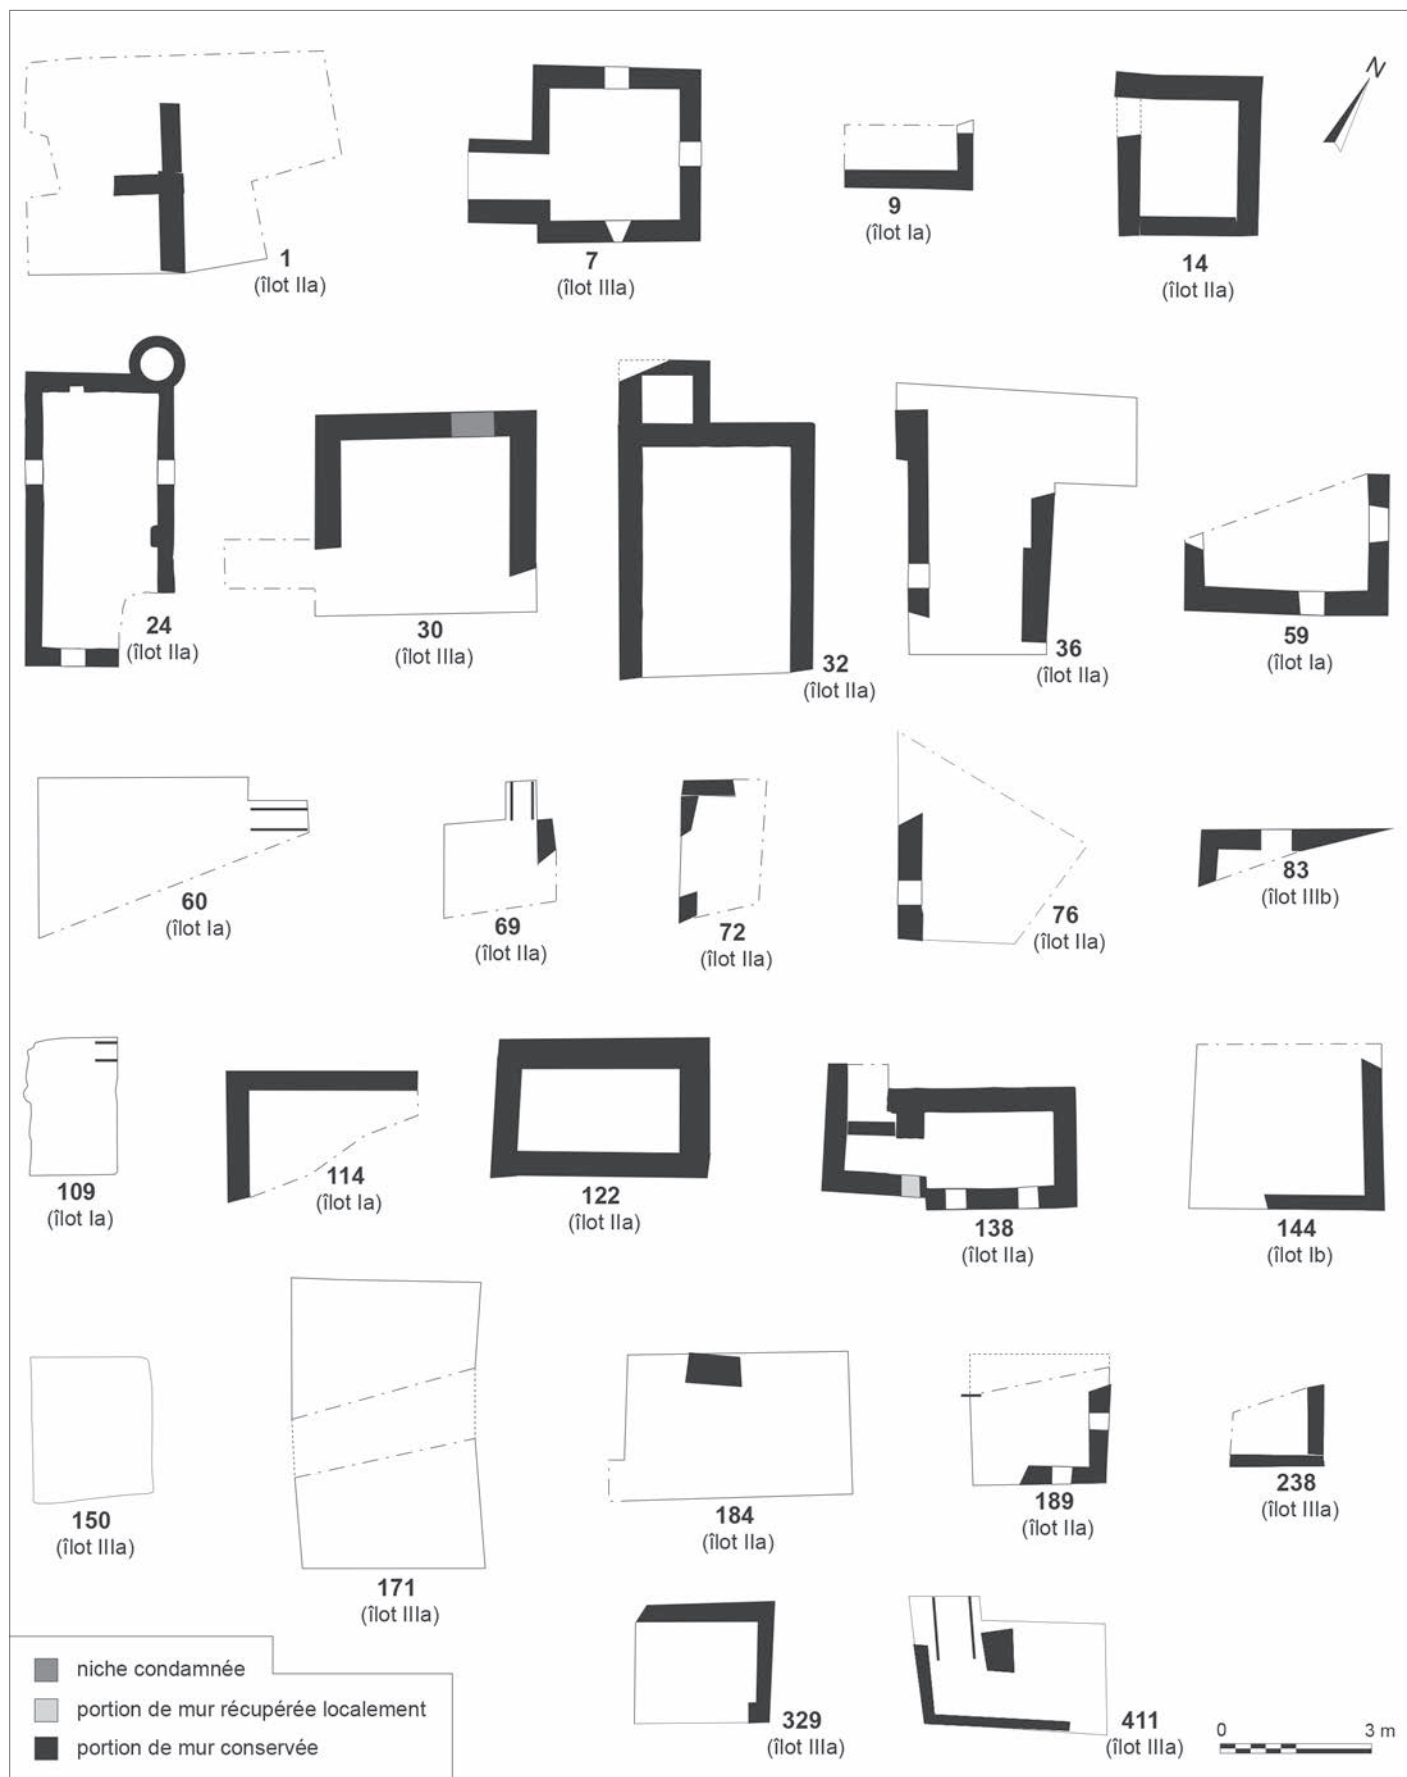 N
1
(îlot IIa)
7
(îlot IIIa)
9
(îlot Ia)
14
(îlot IIa)
24
(îlot IIa)
30
(îlot IIIa)
32
(îlot IIa)
36
(îlot IIa)
59
(îlot Ia)
60
(îlot Ia)
69
(îlot IIa)
72
(îlot IIa)
76
(îlot IIa)
83
(îlot IIIb)
109
(îlot Ia)
114
(îlot Ia)
122
(îlot IIa)
138
(îlot IIa)
144
(îlot Ib)
150
(îlot IIIa)
171
(îlot IIIa)
184
(îlot IIa)
189
(îlot IIa)
238
(îlot IIIa)
329
(îlot IIIa)
411
(îlot IIIa)
niche condamnée
portion de mur récupérée localement
portion de mur conservée
0 3 m